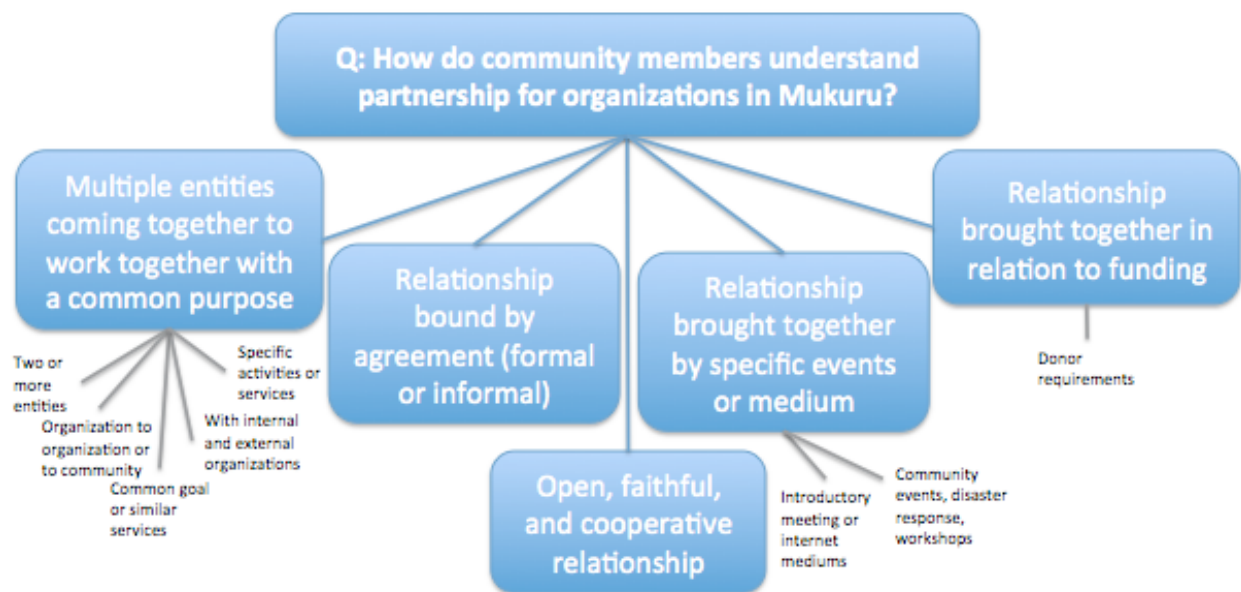 Q: How do community members understand
partnership for organizations in Mukuru?
Multiple entities
coming together to
work together with
a common purpose
Two or
more
entities
Organization to
organization or
to community
Common goal
or similar
services
With internal
and external
organizations
Specific
activities or
services
Relationship
bound by
agreement (formal
or informal)
Open, faithful,
and cooperative
relationship
Relationship
brought together
by specific events
or medium
Introductory
meeting or
internet
mediums
Community
events, disaster
response,
workshops
Relationship
brought together in
relation to funding
Donor
requirements